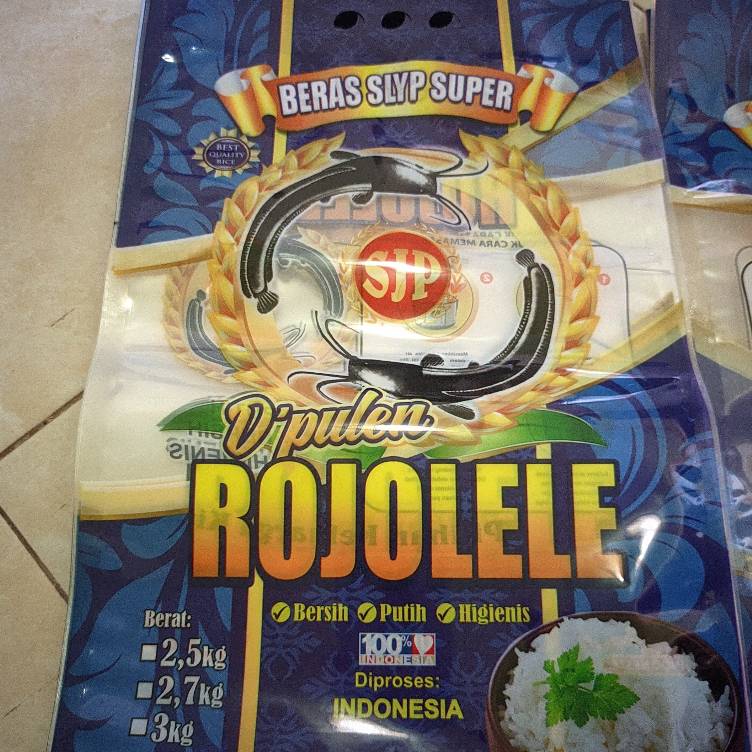 BERAS SLYP SUPER
BEST
QUALITY
RICE
SJP
D'pulen
ROJOLELE
Bersih Putih Higienis
Berat:
2,5kg
2,7kg
3kg
100%
INDONESIA
Diproses:
INDONESIA